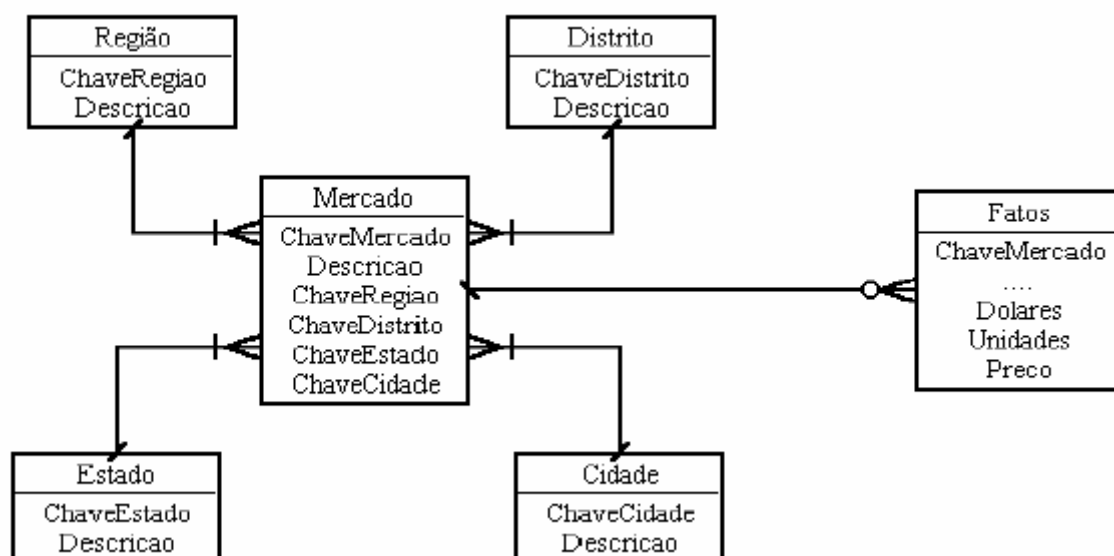 Região
ChaveRegiao
Descricao
Distrito
ChaveDistrito
Descricao
Mercado
ChaveMercado
Descricao
ChaveRegiao
ChaveDistrito
ChaveEstado
ChaveCidade
Fatos
ChaveMercado
....
Dolares
Unidades
Preco
Estado
ChaveEstado
Descricao
Cidade
ChaveCidade
Descricao